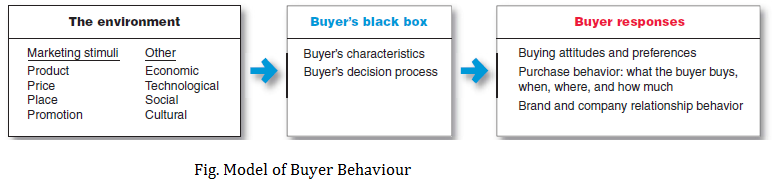 The environment
Marketing stimuli Other
Product Economic
Price Technological
Place Social
Promotion Cultural
Buyer's black box
Buyer's characteristics
Buyer's decision process
Buyer responses
Buying attitudes and preferences
Purchase behavior: what the buyer buys,
when, where, and how much
Brand and company relationship behavior
Fig. Model of Buyer Behaviour